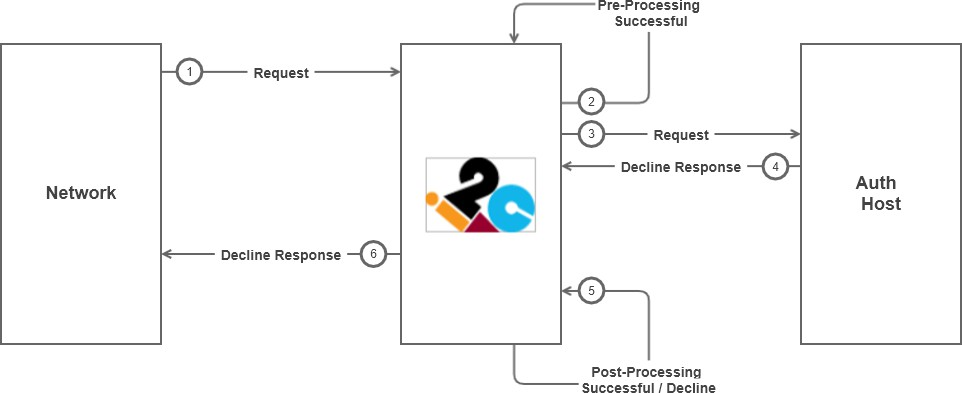 Pre-Processing
Successful
1
Request
2
3
Request
Network
i2c
Decline Response
4
Auth
Host
Decline Response
6
5
Post-Processing
Successful / Decline